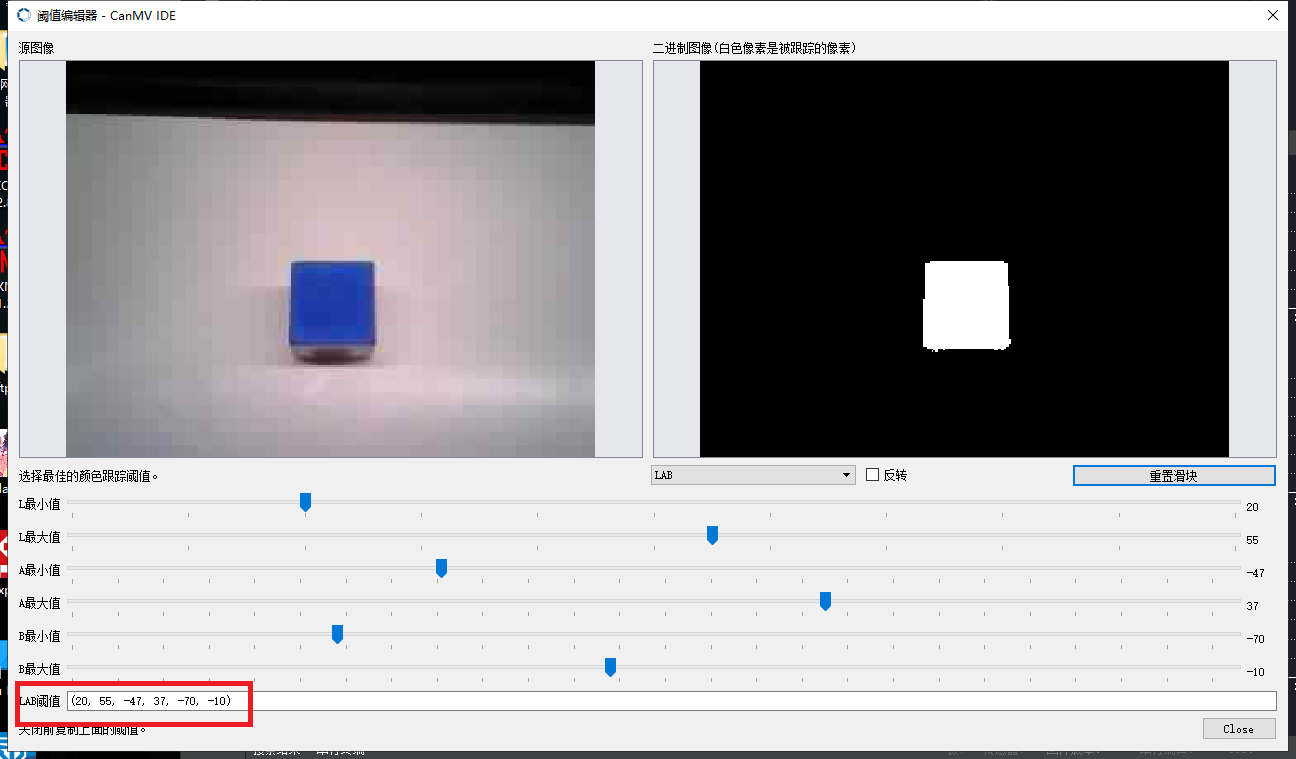 阈值编辑器 - CanMV IDE
源图像
二进制图像(白色像素是被跟踪的像素)
选择最佳的颜色跟踪阈值。
LAB
反转
重置滑块
L最小值 20
L最大值 55
A最小值 -47
A最大值 37
B最小值 -70
B最大值 -10
LAB阈值 (20, 55, -47, 37, -70, -10)
关闭前复制上面的阈值。
Close